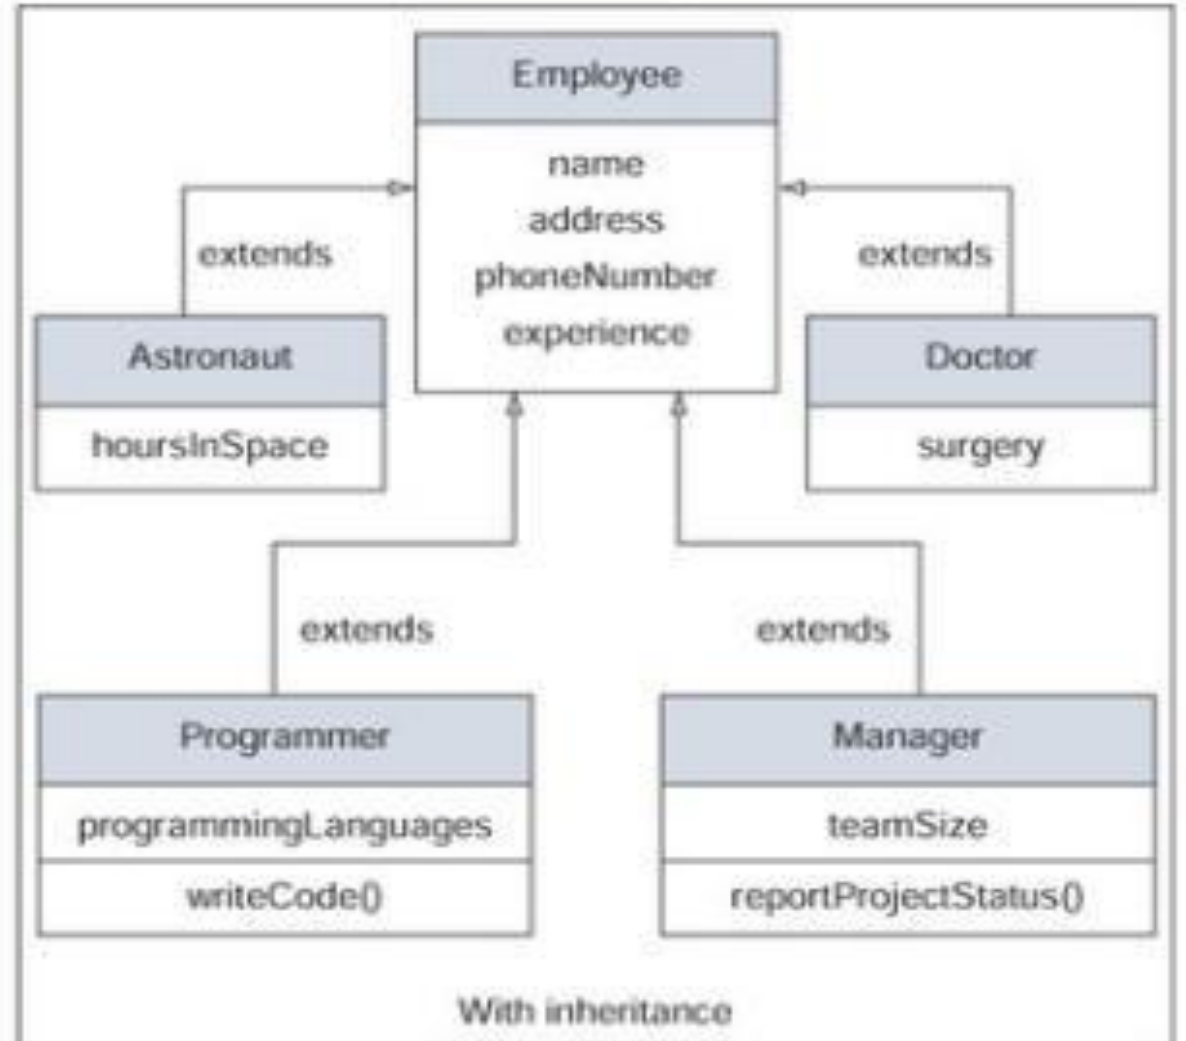 Employee
name
address
phoneNumber
experience
extends
extends
Astronaut
hoursInSpace
Doctor
surgery
extends
extends
Programmer
programmingLanguages
writeCode()
Manager
teamSize
reportProjectStatus()
With inheritance